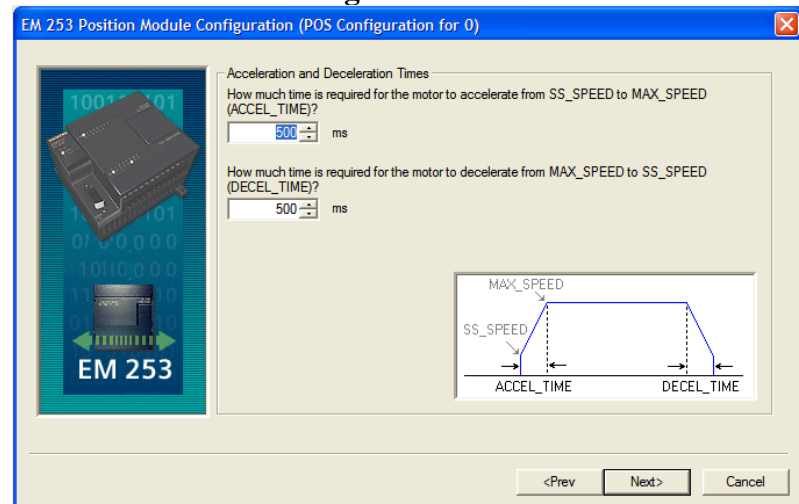 EM 253 Position Module Configuration (POS Configuration for 0)
Acceleration and Deceleration Times
How much time is required for the motor to accelerate from SS_SPEED to MAX_SPEED
(ACCEL_TIME)?
500 ms
How much time is required for the motor to decelerate from MAX_SPEED to SS_SPEED
(DECEL_TIME)?
500 ms
MAX_SPEED
SS_SPEED
ACCEL_TIME DECEL_TIME
EM 253
<Prev Next> Cancel